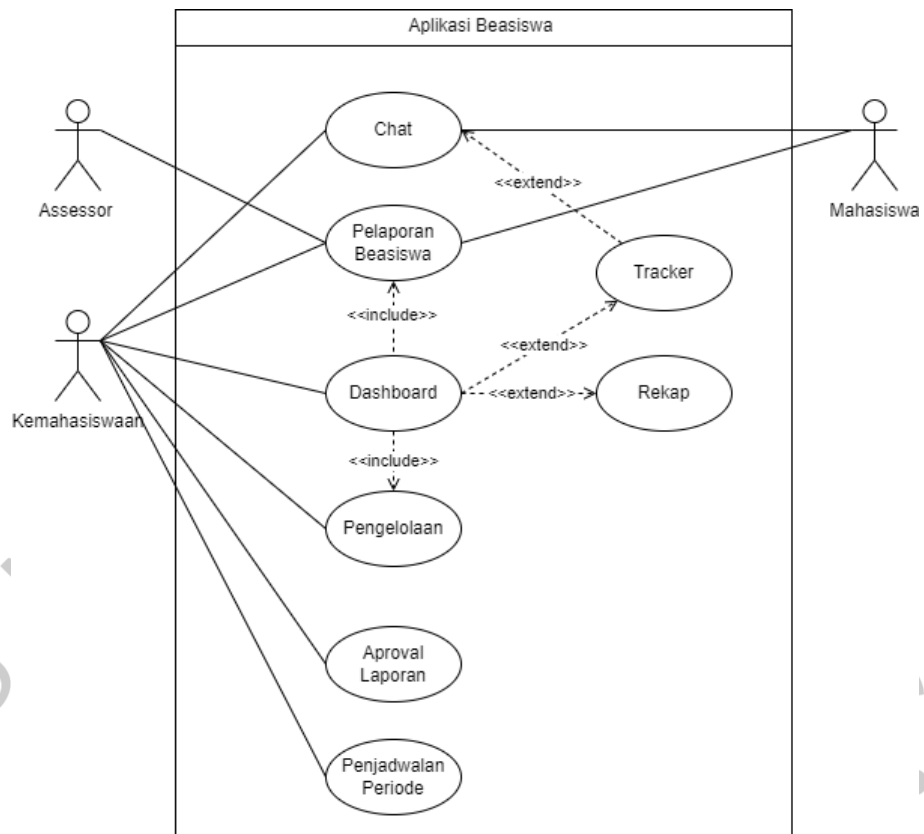 Aplikasi Beasiswa
Chat
<<extend>>
Assessor
Mahasiswa
Pelaporan
Beasiswa
Tracker
<<include>>
<<extend>>
Kemahasiswaan
Dashboard
<<extend>>
Rekap
<<include>>
Pengelolaan
Aproval
Laporan
Penjadwalan
Periode